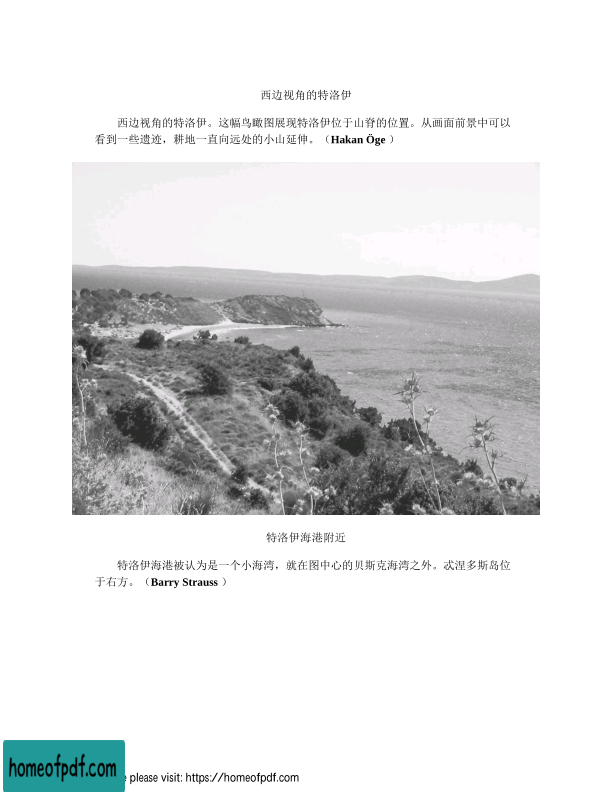 西边视角的特洛伊
西边视角的特洛伊。这幅鸟瞰图展现特洛伊位于山脊的位置。从画面前景中可以
看到一些遗迹，耕地一直向远处的小山延伸。（Hakan Öge ）
特洛伊海港附近
特洛伊海港被认为是一个小海湾，就在图中心的贝斯克海湾之外。忒涅多斯岛位
于右方。（Barry Strauss ）
homeofpdf.com
please visit: https://homeofpdf.com